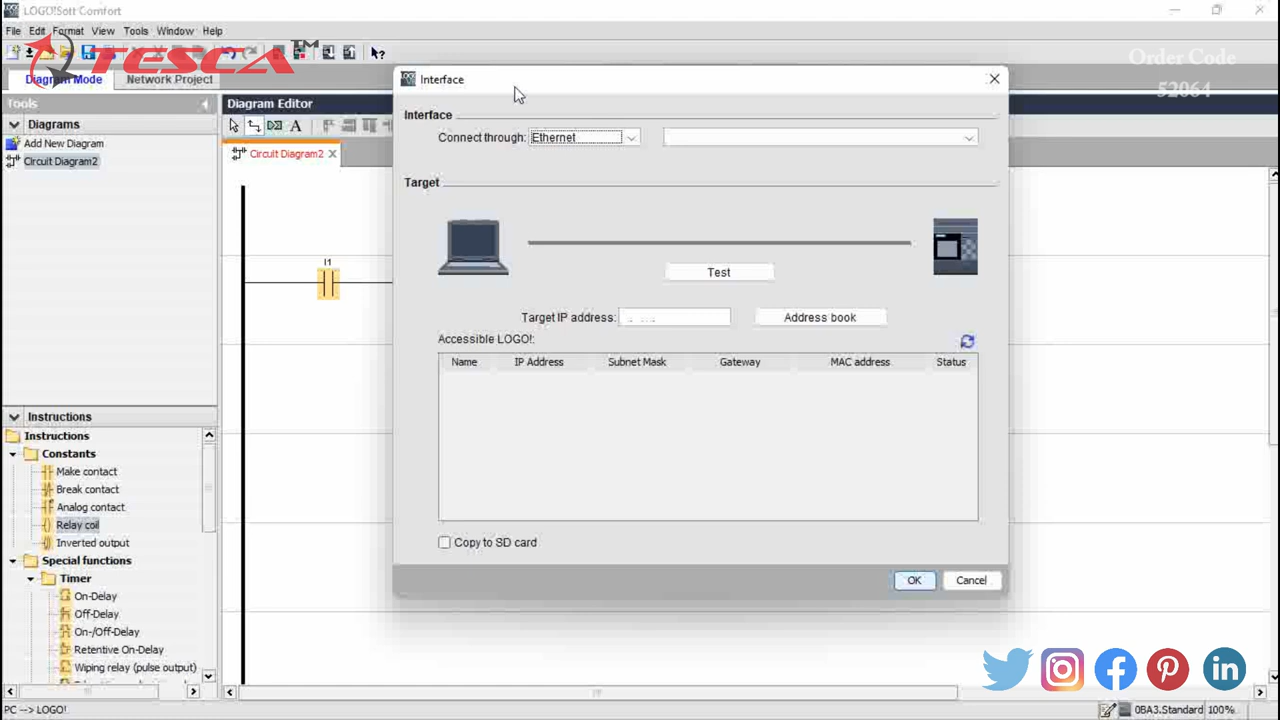 LOGO!Soft Comfort
File Edit Format View Tools Window Help
TESCA™
Order Code
52064
Diagram Mode Network Project
Tools
Diagrams
Add New Diagram
Circuit Diagram2
Diagram Editor
A
Circuit Diagram2
I1
Interface
Interface
Connect through: Ethernet
Target
Test
Target IP address:
Address book
Accessible LOGO!:
Name IP Address Subnet Mask Gateway MAC address Status
Copy to SD card
OK Cancel
Instructions
Instructions
Constants
Make contact
Break contact
Analog contact
Relay coil
Inverted output
Special functions
Timer
On-Delay
Off-Delay
On-/Off-Delay
Retentive On-Delay
Wiping relay (pulse output)
PC --> LOGO!
0BA3.Standard 100%